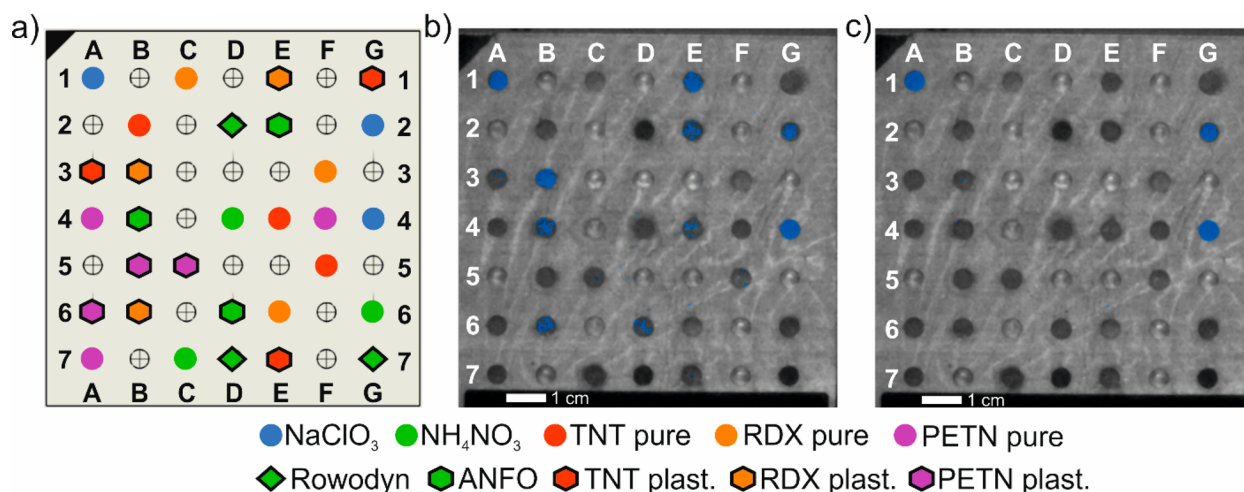 a)
A B C D E F G
1 1
2 2
3 3
4 4
5 5
6 6
7 7
A B C D E F G
b)
A B C D E F G
1
2
3
4
5
6
7
1 cm
c)
A B C D E F G
1
2
3
4
5
6
7
1 cm
NaClO₃ NH₄NO₃ TNT pure RDX pure PETN pure
Rowodyn ANFO TNT plast. RDX plast. PETN plast.